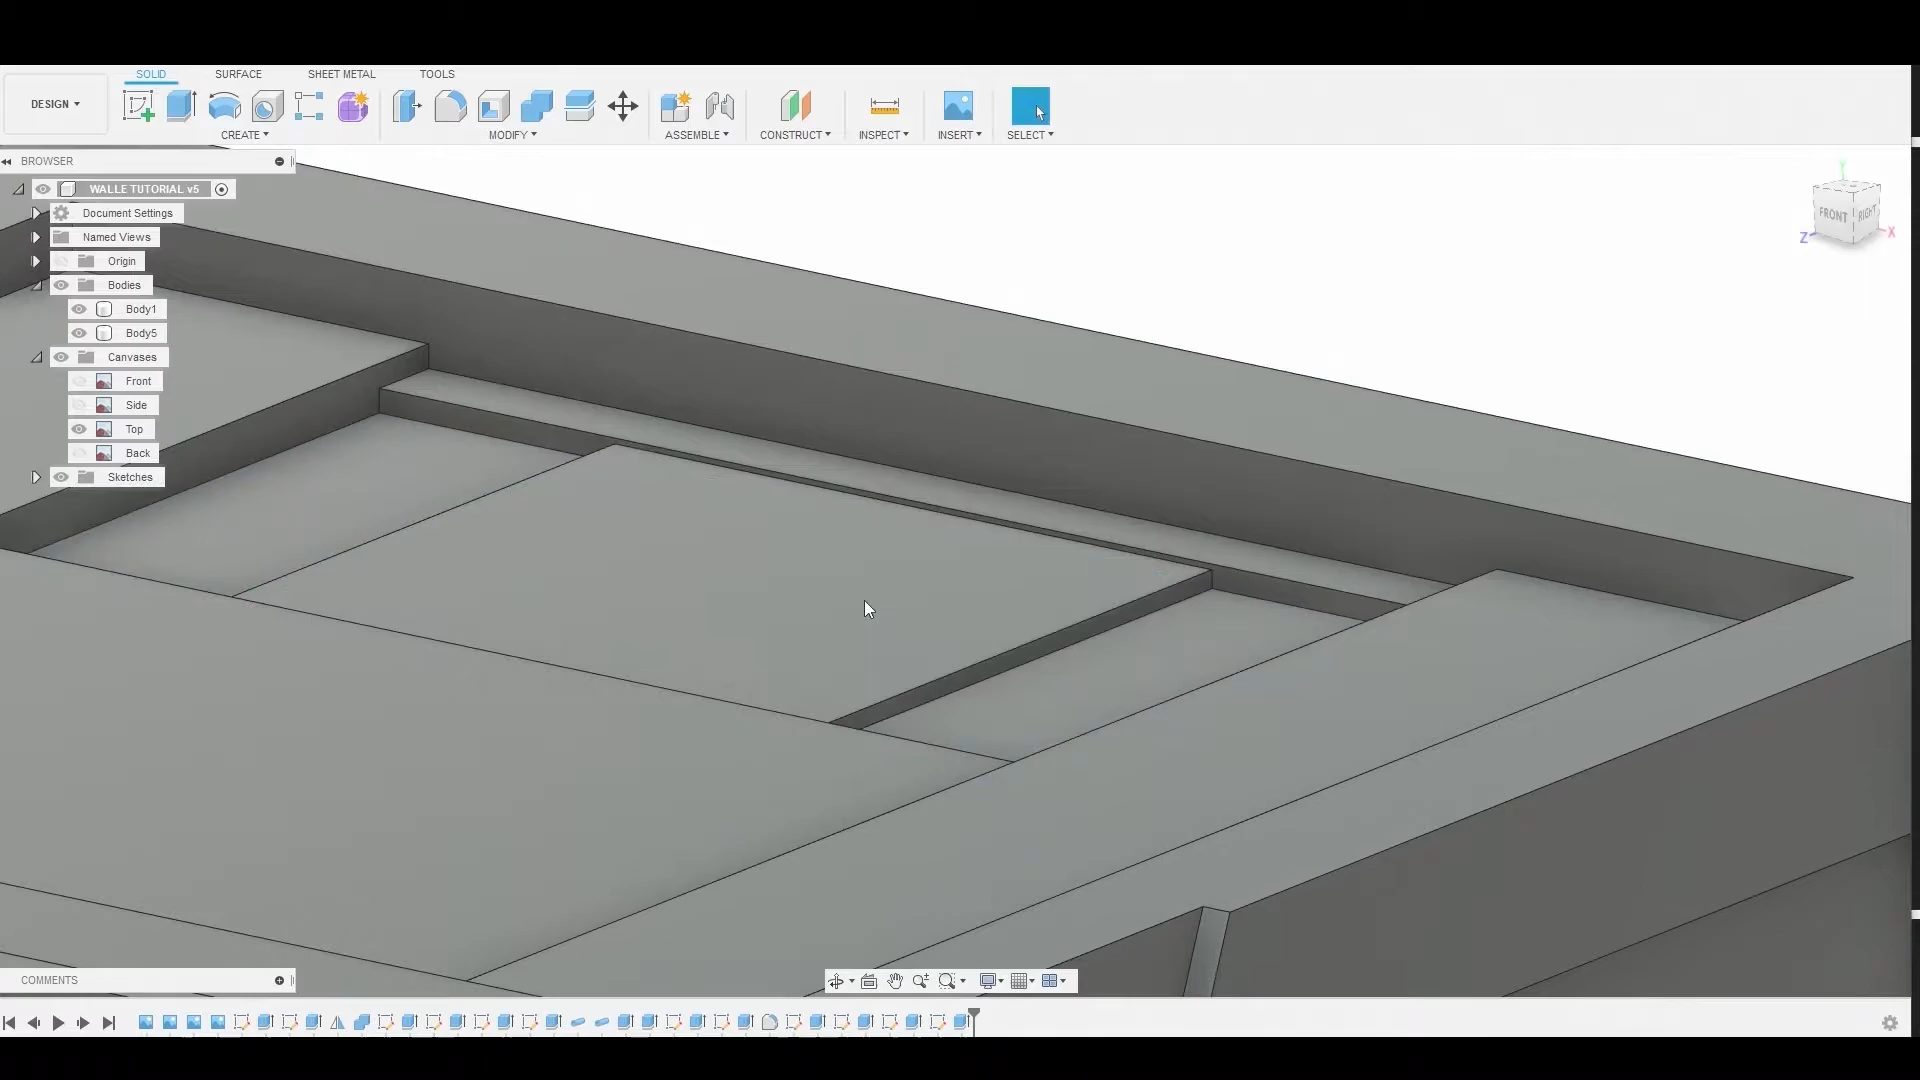 SOLID SURFACE SHEET METAL TOOLS
DESIGN
CREATE MODIFY ASSEMBLE CONSTRUCT INSPECT INSERT SELECT
BROWSER
WALLE TUTORIAL v5
Document Settings
Named Views
Origin
Bodies
Body1
Body5
Canvases
Front
Side
Top
Back
Sketches
Y
FRONT RIGHT
Z X
COMMENTS